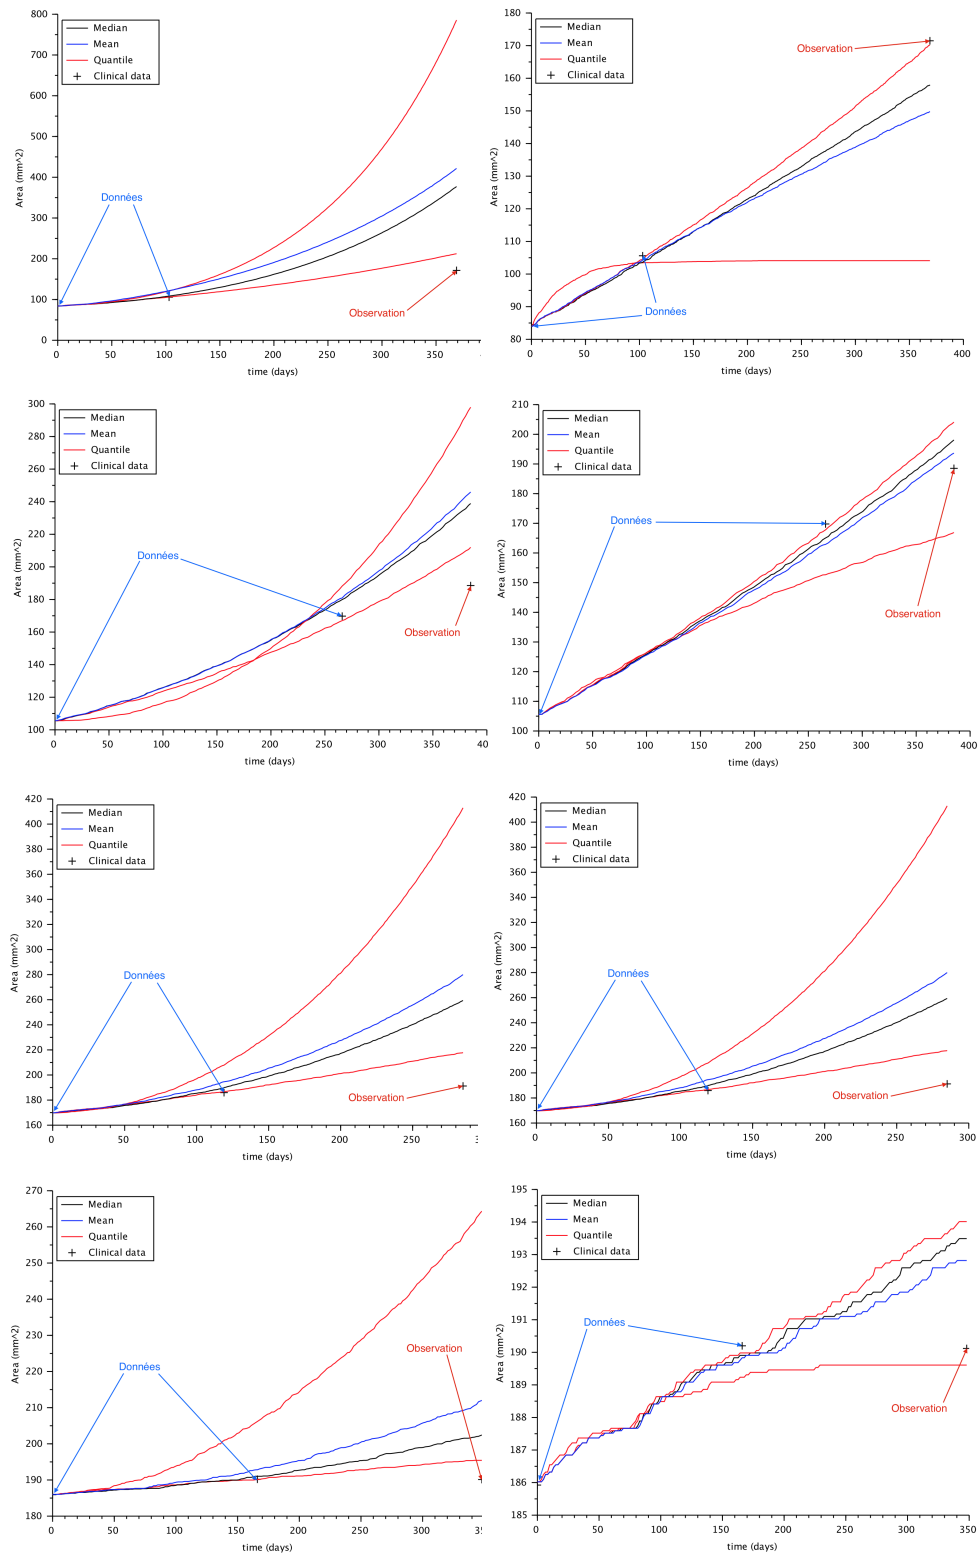 800
700
600
500
400
300
200
100
0
Area (mm^2)
Median
Mean
Quantile
Clinical data
Données
Observation
0 50 100 150 200 250 300 350
time (days)
180
170
160
150
140
130
120
110
100
90
80
Area (mm^2)
Median
Mean
Quantile
Clinical data
Observation
Données
0 50 100 150 200 250 300 350 400
time (days)
300
280
260
240
220
200
180
160
140
120
100
Area (mm^2)
Median
Mean
Quantile
Clinical data
Données
Observation
0 50 100 150 200 250 300 350 40
time (days)
210
200
190
180
170
160
150
140
130
120
110
100
Area (mm^2)
Median
Mean
Quantile
Clinical data
Données
Observation
0 50 100 150 200 250 300 350 400
time (days)
420
400
380
360
340
320
300
280
260
240
220
200
180
160
Area (mm^2)
Median
Mean
Quantile
Clinical data
Données
Observation
0 50 100 150 200 250
time (days)
420
400
380
360
340
320
300
280
260
240
220
200
180
160
Area (mm^2)
Median
Mean
Quantile
Clinical data
Données
Observation
0 50 100 150 200 250 300
time (days)
270
260
250
240
230
220
210
200
190
180
Area (mm^2)
Median
Mean
Quantile
Clinical data
Observation
Données
0 50 100 150 200 250 300
time (days)
195
194
193
192
191
190
189
188
187
186
185
Area (mm^2)
Median
Mean
Quantile
Clinical data
Données
Observation
0 50 100 150 200 250 300 350
time (days)